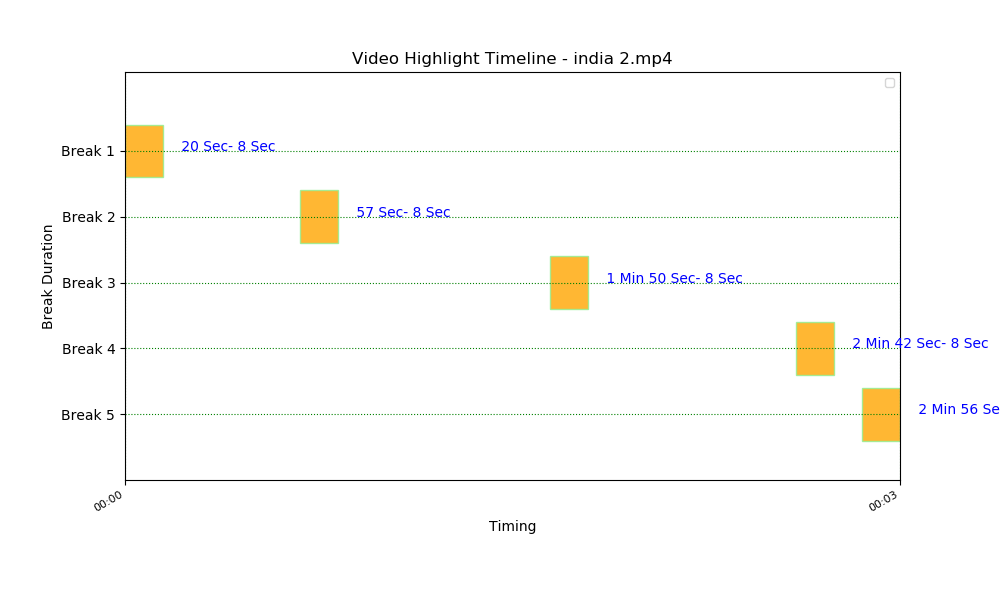 Video Highlight Timeline - india 2.mp4
Break 1
20 Sec- 8 Sec
Break 2
57 Sec- 8 Sec
Break 3
1 Min 50 Sec- 8 Sec
Break 4
2 Min 42 Sec- 8 Sec
Break 5
2 Min 56 Se
Break Duration
00:00
00:03
Timing